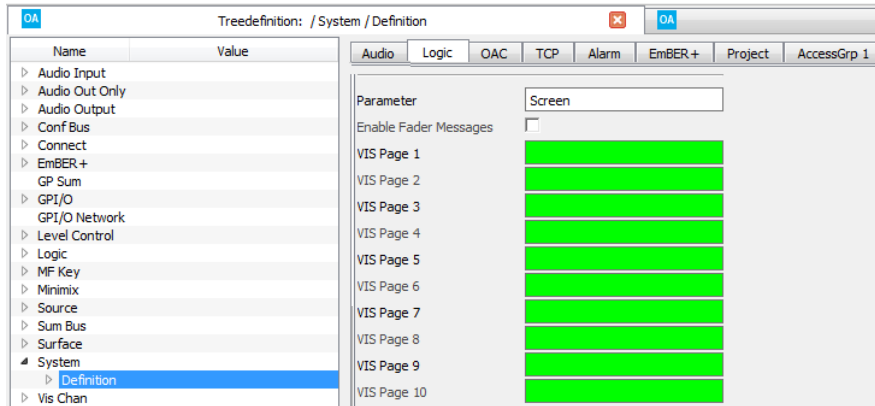 OA
Treedefinition: / System / Definition
OA
Name Value
Audio Input
Audio Out Only
Audio Output
Conf Bus
Connect
EmBER+
GP Sum
GPI/O
GPI/O Network
Level Control
Logic
MF Key
Minimix
Source
Sum Bus
Surface
System
Definition
Vis Chan
Audio Logic OAC TCP Alarm EmBER+ Project AccessGrp 1
Parameter Screen
Enable Fader Messages
VIS Page 1
VIS Page 2
VIS Page 3
VIS Page 4
VIS Page 5
VIS Page 6
VIS Page 7
VIS Page 8
VIS Page 9
VIS Page 10